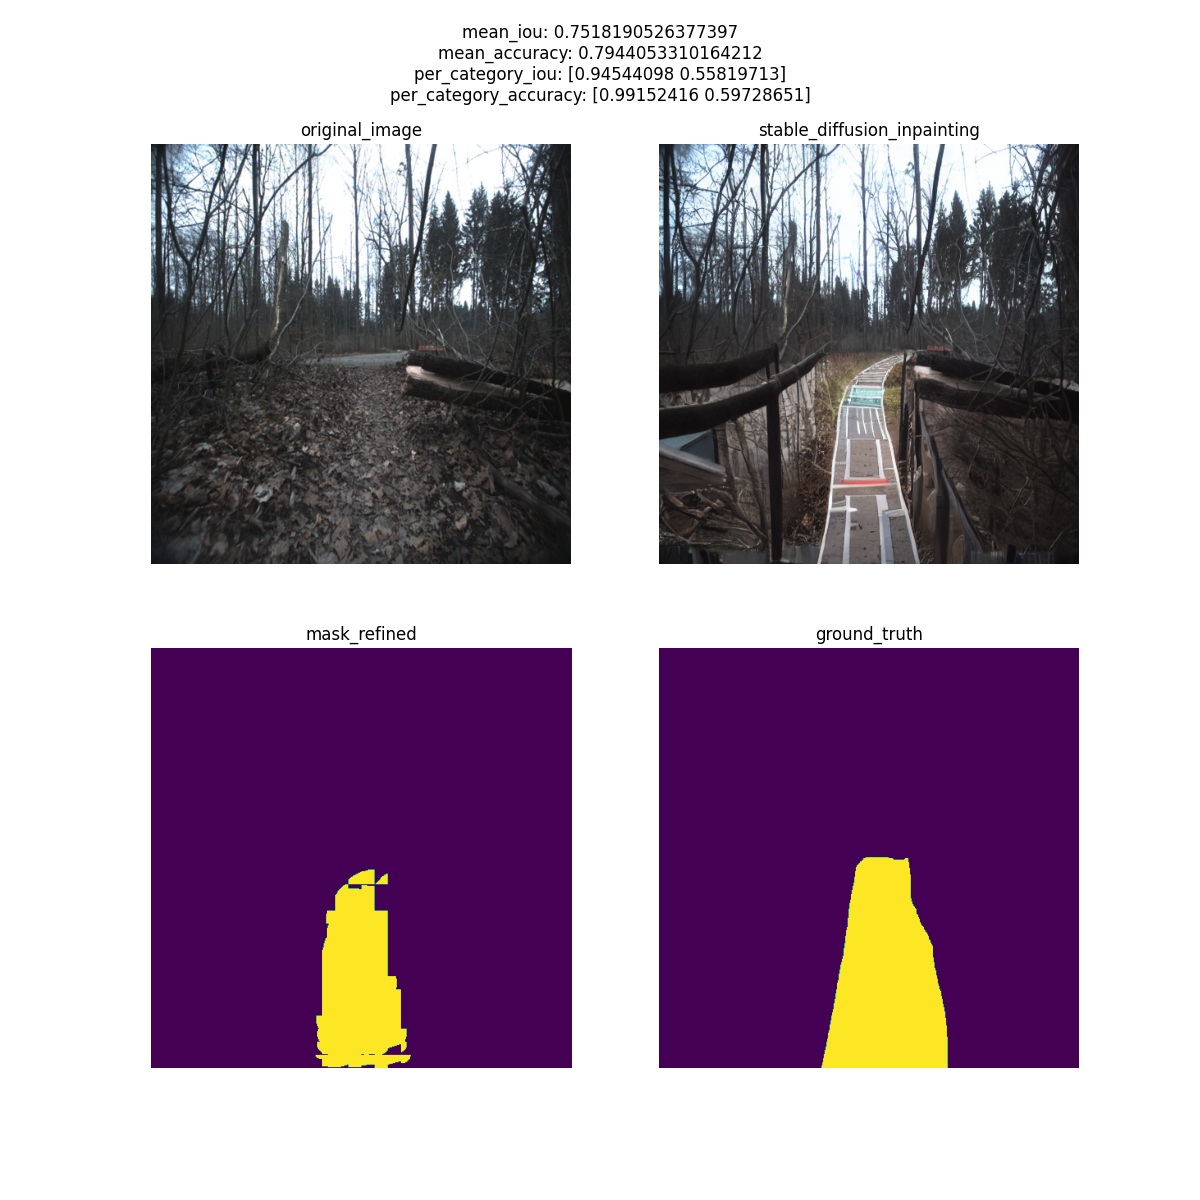 mean_iou: 0.7518190526377397
mean_accuracy: 0.7944053310164212
per_category_iou: [0.94544098 0.55819713]
per_category_accuracy: [0.99152416 0.59728651]
original_image
stable_diffusion_inpainting
mask_refined
ground_truth